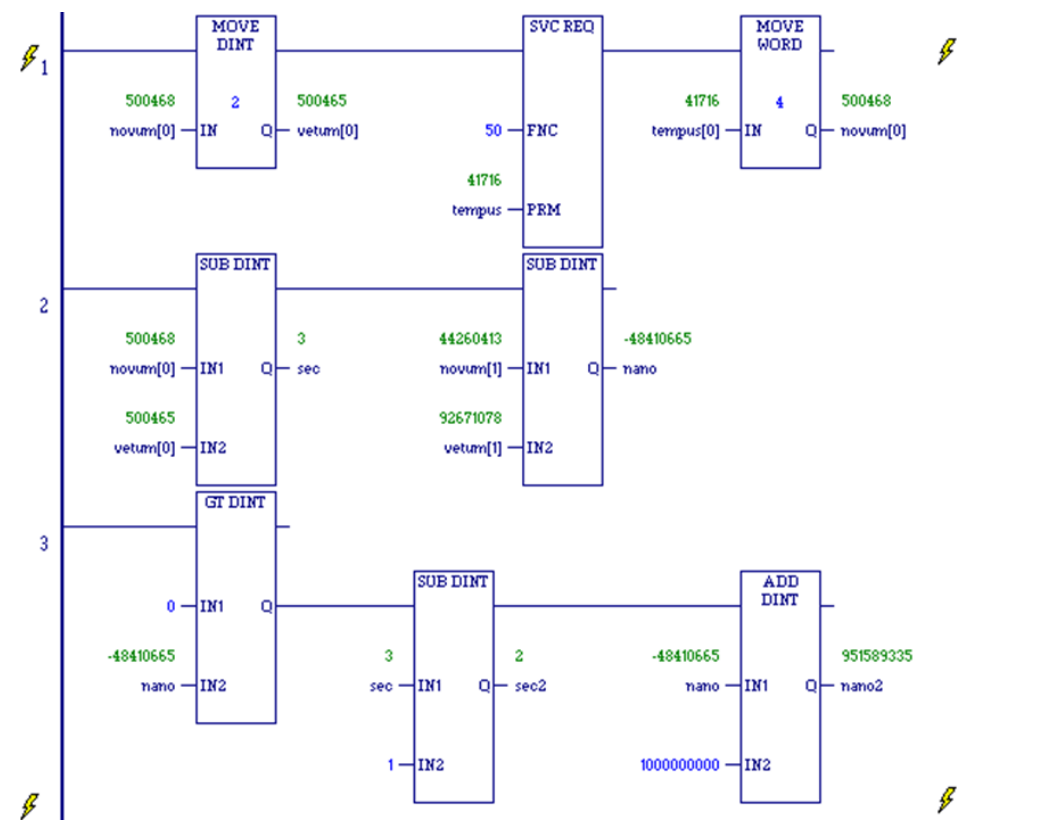 MOVE DINT
SVC REQ
MOVE WORD
1
500468 2 500465
41716 4 500468
novum[0] IN Q vetum[0]
50 FNC
tempus[0] IN Q novum[0]
41716
tempus PRM
SUB DINT
SUB DINT
2
500468 3
44260413 -48410665
novum[0] IN1 Q sec
novum[1] IN1 Q nano
500465
92671078
vetum[0] IN2
vetum[1] IN2
GT DINT
3
SUB DINT
ADD DINT
0 IN1 Q
-48410665
3 2
-48410665 951589335
nano IN2
sec IN1 Q sec2
nano IN1 Q nano2
1 IN2
1000000000 IN2